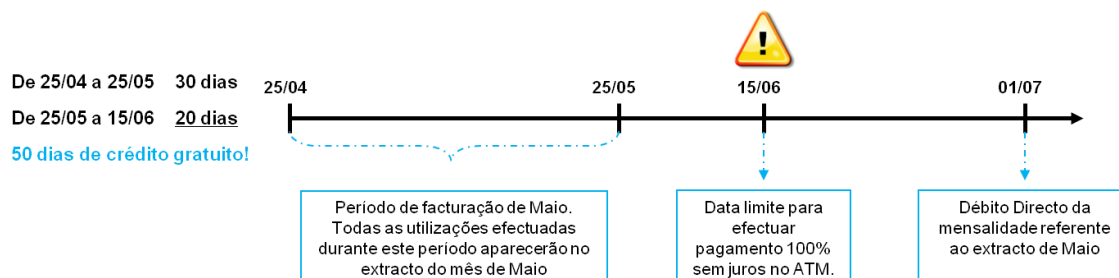 De 25/04 a 25/05 30 dias
De 25/05 a 15/06 20 dias
50 dias de crédito gratuito!
25/04
25/05
!
15/06
01/07
Período de facturação de Maio.
Todas as utilizações efectuadas
durante este período aparecerão no
extracto do mês de Maio
Data limite para
efectuar
pagamento 100%
sem juros no ATM.
Débito Directo da
mensalidade referente
ao extracto de Maio